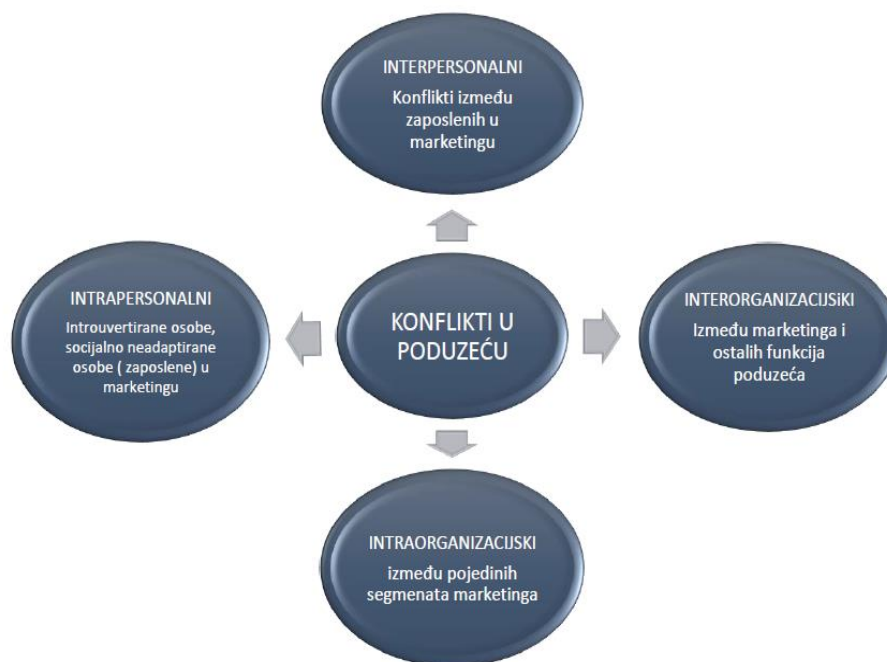 INTERPERSONALNI
Konflikti između
zaposlenih u
marketingu
INTRAPERSONALNI
Introuvertirane osobe,
socijalno neadaptirane
osobe ( zaposlene) u
marketingu
KONFLIKTI U
PODUZEĆU
INTERORGANIZACIJSiKI
Između marketinga i
ostalih funkcija
poduzeća
INTRAORGANIZACIJSKI
između pojedinih
segmenata marketinga